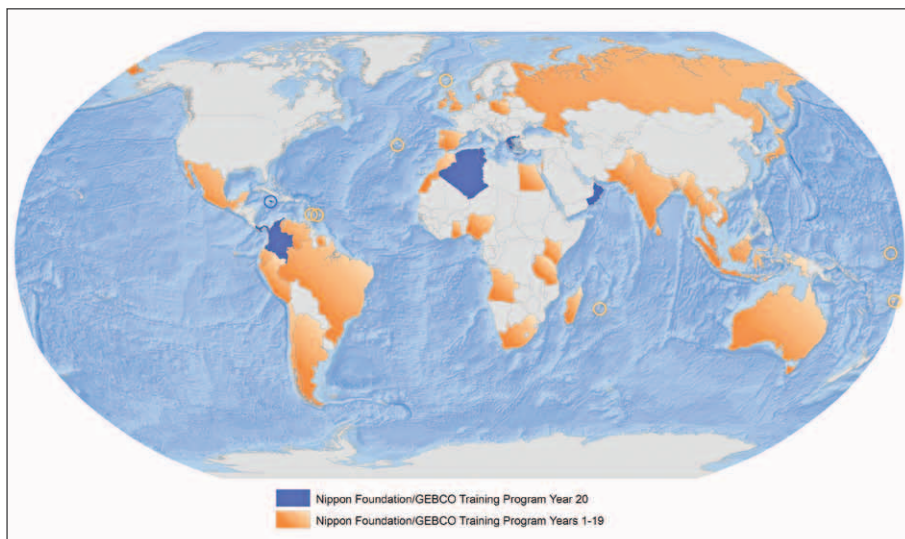 Nippon Foundation/GEBCO Training Program Year 20
Nippon Foundation/GEBCO Training Program Years 1-19